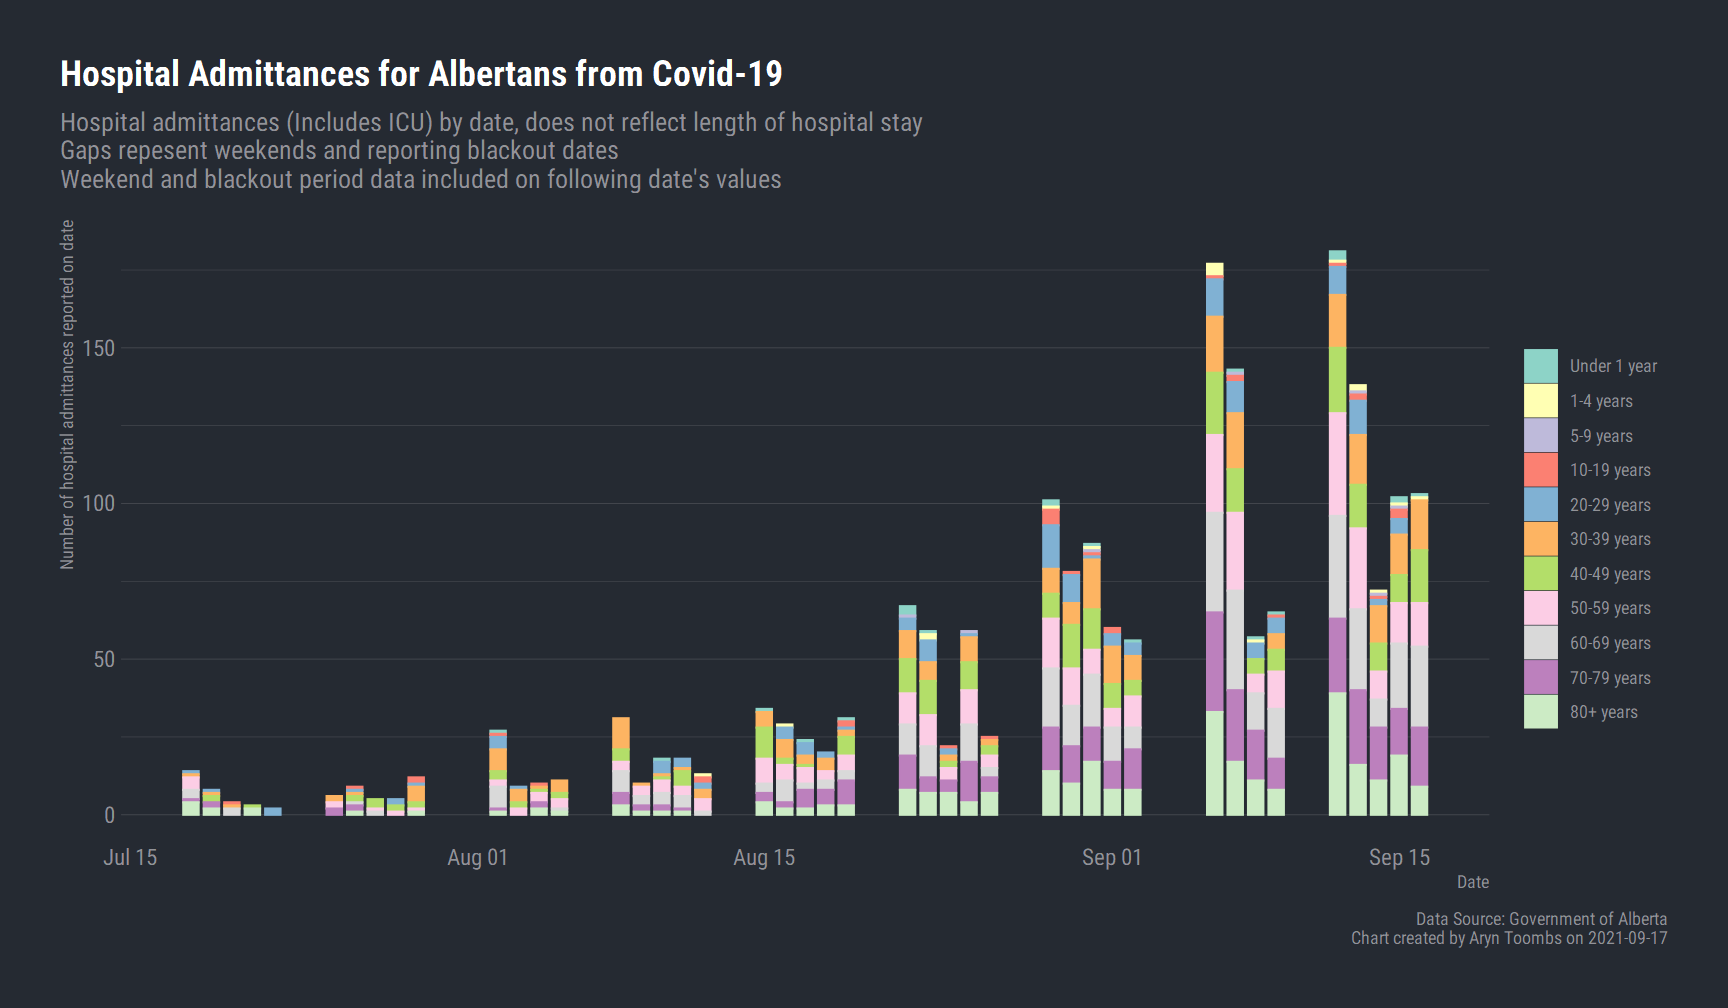 Hospital Admittances for Albertans from Covid-19
Hospital admittances (Includes ICU) by date, does not reflect length of hospital stay
Gaps repesent weekends and reporting blackout dates
Weekend and blackout period data included on following date's values
Number of hospital admittances reported on date
150
100
50
0
Jul 15
Aug 01
Aug 15
Sep 01
Sep 15
Date
Under 1 year
1-4 years
5-9 years
10-19 years
20-29 years
30-39 years
40-49 years
50-59 years
60-69 years
70-79 years
80+ years
Data Source: Government of Alberta
Chart created by Aryn Toombs on 2021-09-17